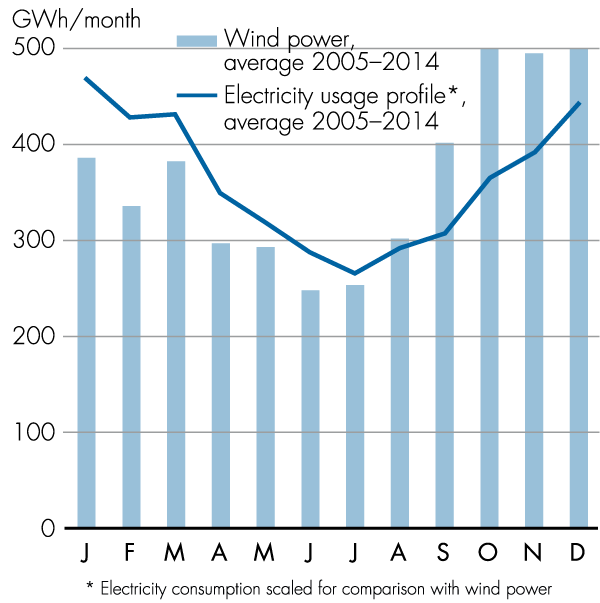 GWh/month
500
Wind power,
average 2005–2014
Electricity usage profile*,
average 2005–2014
400
300
200
100
0
J F M A M J J A S O N D
* Electricity consumption scaled for comparison with wind power